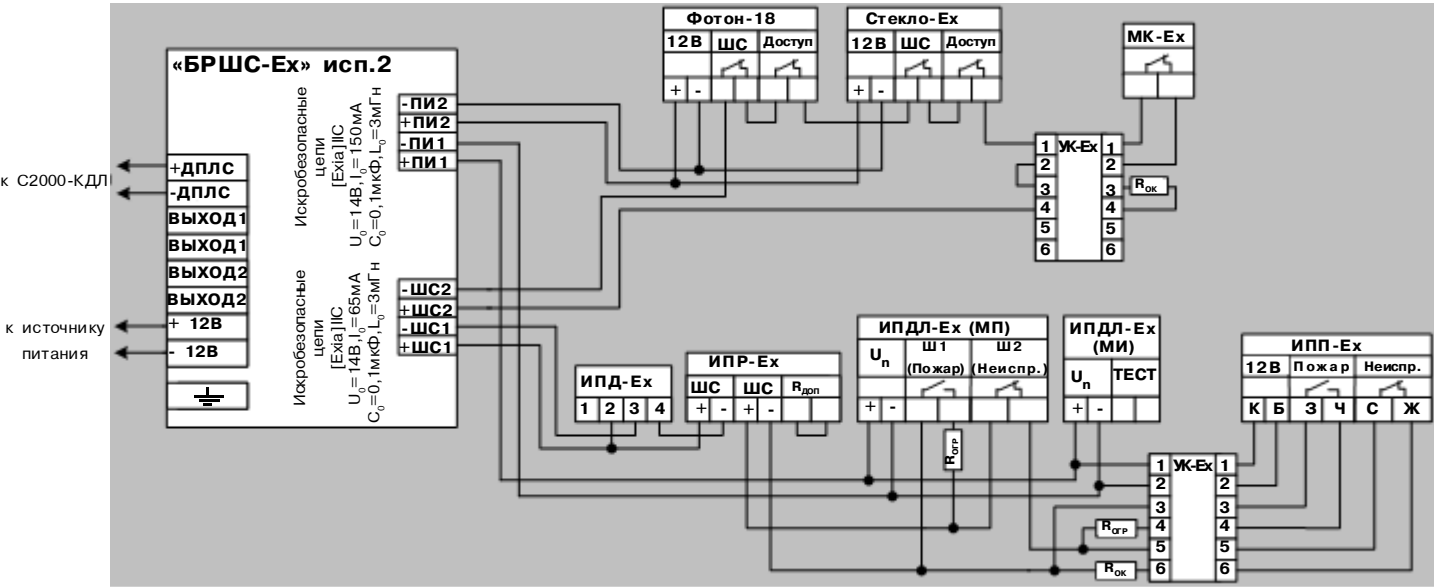 «БРШС-Ех» исп.2
к С2000-КДЛ
+ДПЛС
-ДПЛС
ВЫХОД1
ВЫХОД1
ВЫХОД2
ВЫХОД2
к источнику
питания
+ 12В
- 12В
Искробезопасные
цепи
[Exia]IIC
U₀=14В, I₀=150мА
C₀=0,1мкФ, L₀=3мГн
-ПИ2
+ПИ2
-ПИ1
+ПИ1
Искробезопасные
цепи
[Exia]IIC
U₀=14В, I₀=65мА
C₀=0,1мкФ, L₀=3мГн
-ШС2
+ШС2
-ШС1
+ШС1
Фотон-18
12В ШС Доступ
+ -
Стекло-Ех
12В ШС Доступ
+ -
МК-Ех
УК-Ех
1 1
2 2
3 3
4 4
5 5
6 6
Rок
ИПД-Ех
1 2 3 4
ИПР-Ех
ШС ШС Rдоп
+ - + -
ИПДЛ-Ех (МП)
Uп
Ш1
(Пожар)
Ш2
(Неиспр.)
+ -
Rогр
ИПДЛ-Ех
(МИ)
Uп ТЕСТ
+ -
ИПП-Ех
12В Пожар Неиспр.
К Б З Ч С Ж
УК-Ех
1 1
2 2
3 3
4 4
5 5
6 6
Rогр
Rок